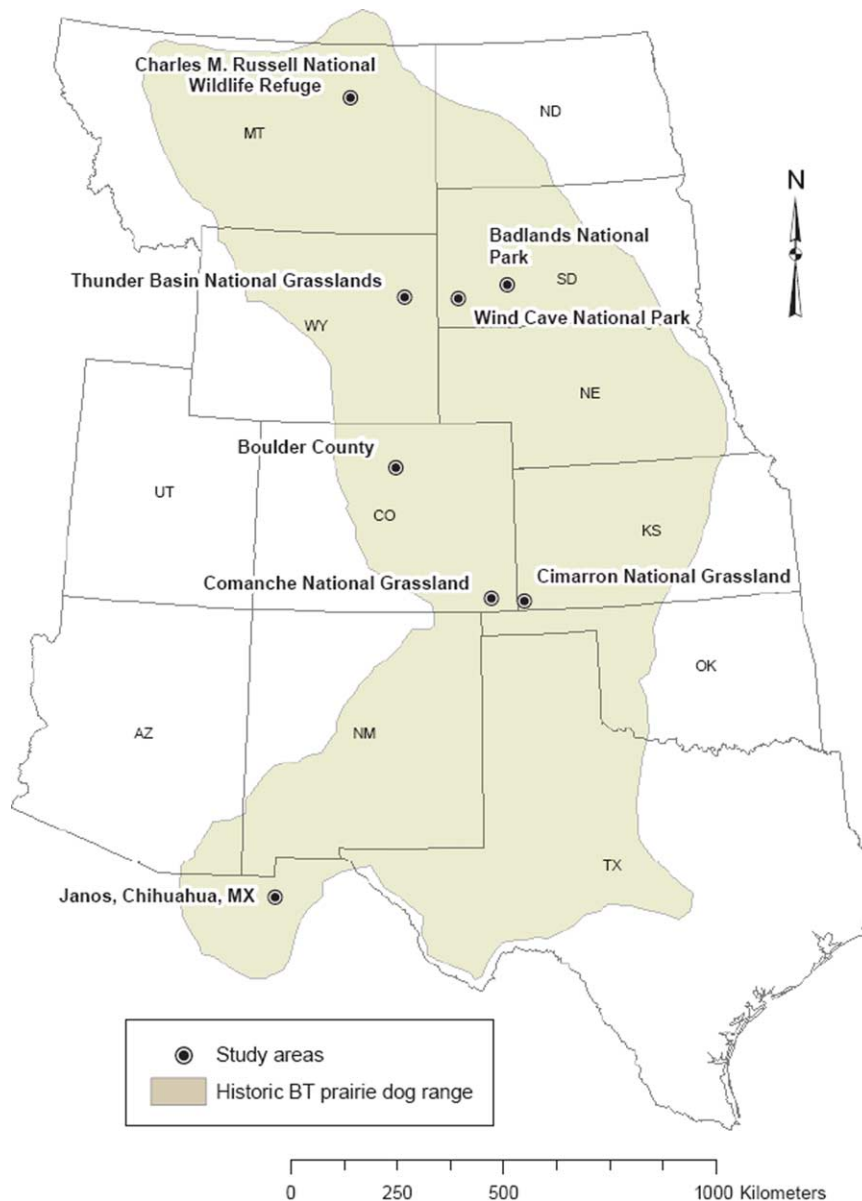 Charles M. Russell National
Wildlife Refuge
MT
ND
N
Badlands National
Park
SD
Thunder Basin National Grasslands
WY
Wind Cave National Park
NE
Boulder County
UT
CO
KS
Comanche National Grassland
Cimarron National Grassland
OK
AZ
NM
TX
Janos, Chihuahua, MX
Study areas
Historic BT prairie dog range
0 250 500 1000 Kilometers